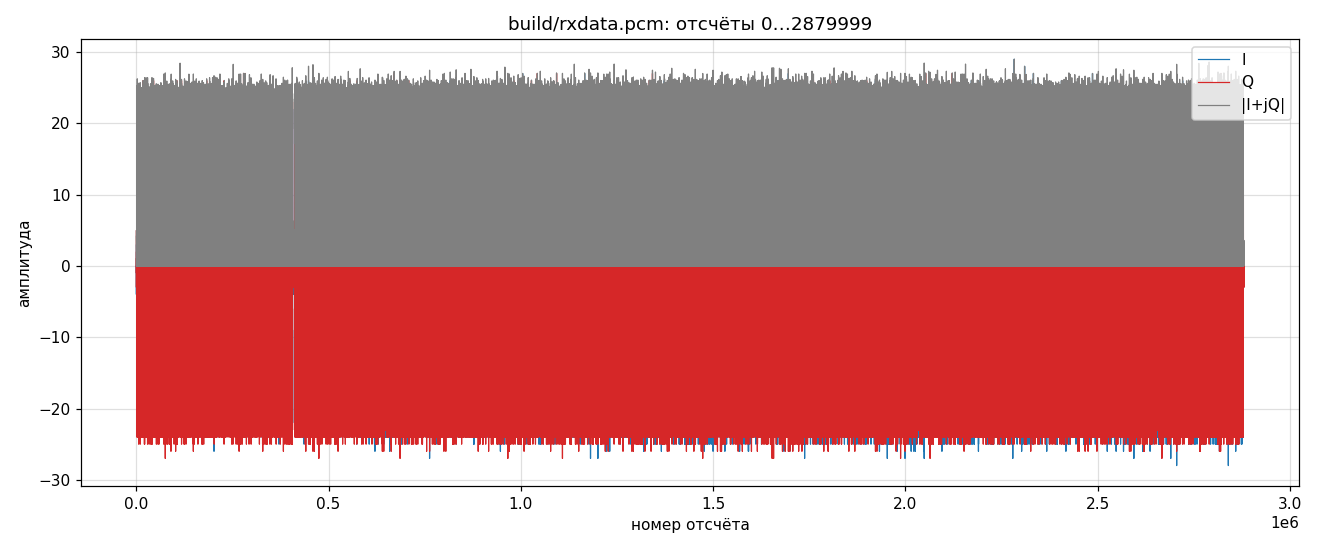 build/rxdata.pcm: отсчёты 0...2879999
30
20
10
0
−10
−20
−30
амплитуда
I
Q
|I+jQ|
0.0 0.5 1.0 1.5 2.0 2.5 3.0
1e6
номер отсчёта